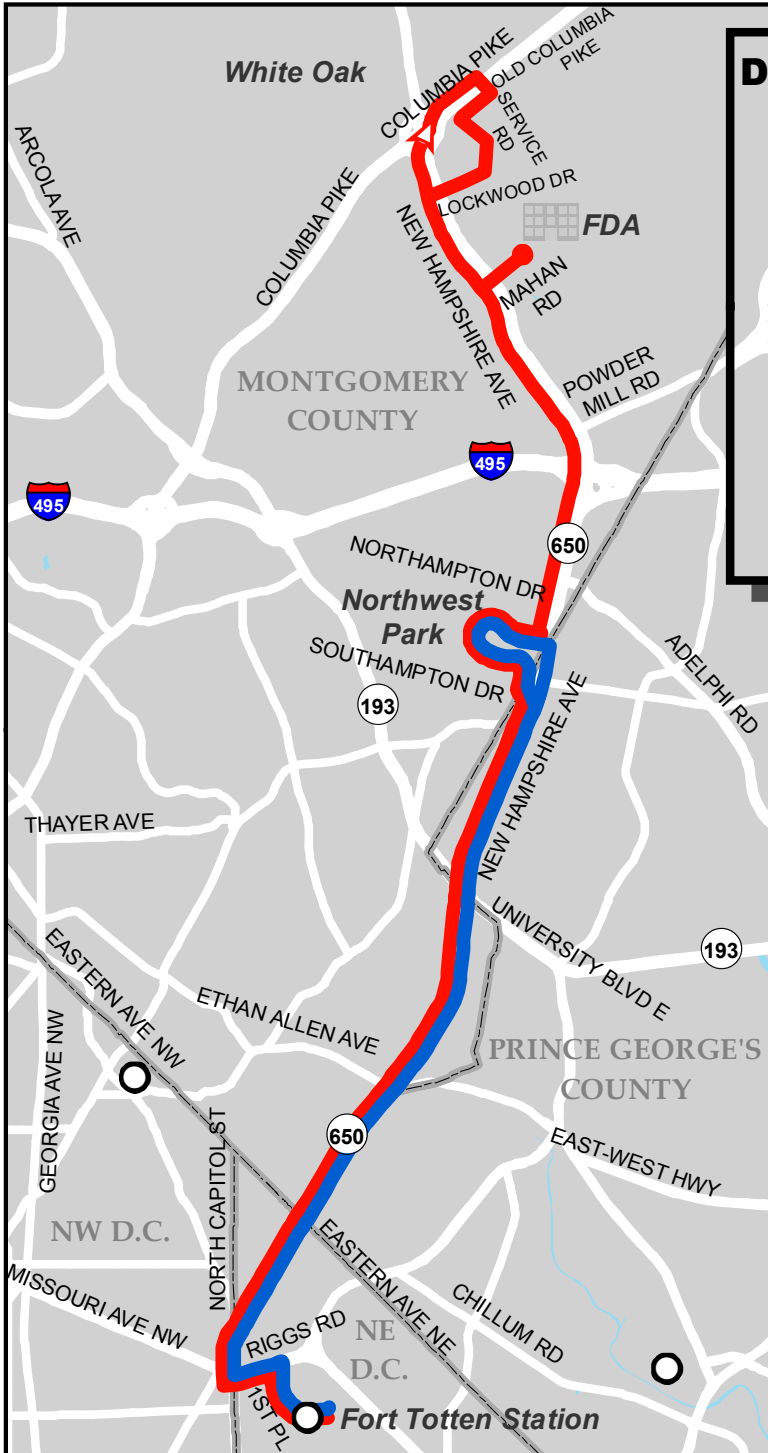 COLUMBIA PIKE
OLD COLUMBIA
PIKE
D
White Oak
SERVICE
RD
ARCOLA AVE
LOCKWOOD DR
COLUMBIA PIKE
NEW HAMPSHIRE AVE
FDA
MAHAN
RD
MONTGOMERY
COUNTY
POWDER
MILL RD
495
495
650
NORTHAMPTON DR
Northwest
Park
SOUTHAMPTON DR
ADELPHI RD
193
NEW HAMPSHIRE AVE
THAYER AVE
UNIVERSITY BLVD E
193
EASTERN AVE NW
ETHAN ALLEN AVE
GEORGIA AVE NW
PRINCE GEORGE'S
COUNTY
650
NORTH CAPITOL ST
EAST-WEST HWY
NW D.C.
EASTERN AVE NE
MISSOURI AVE NW
CHILLUM RD
RIGGS RD
NE
D.C.
1ST PL
Fort Totten Station